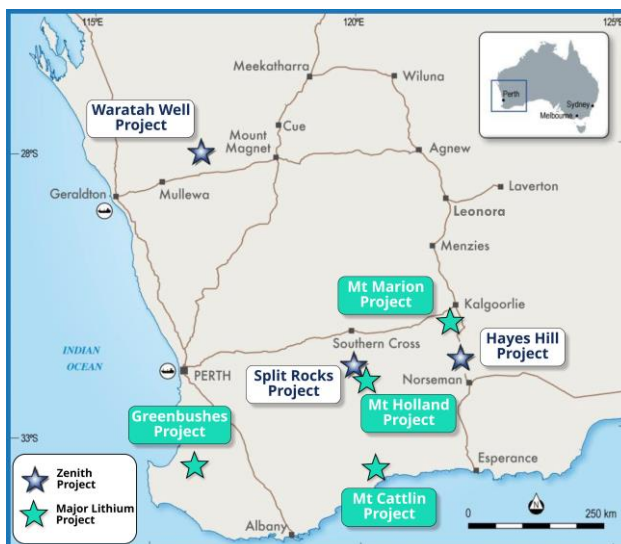 115°E
120°E
125°E
Meekatharra
Wiluna
Perth
Sydney
Melbourne
Waratah Well
Project
Cue
Mount
Magnet
Agnew
28°S
Geraldton
Mullewa
Laverton
Leonora
Menzies
Mt Marion
Project
Kalgoorlie
INDIAN
OCEAN
Southern Cross
Hayes Hill
Project
PERTH
Split Rocks
Project
Norseman
Mt Holland
Project
Greenbushes
Project
33°S
Esperance
Zenith
Project
Major Lithium
Project
Mt Cattlin
Project
Albany
N
0
250 km